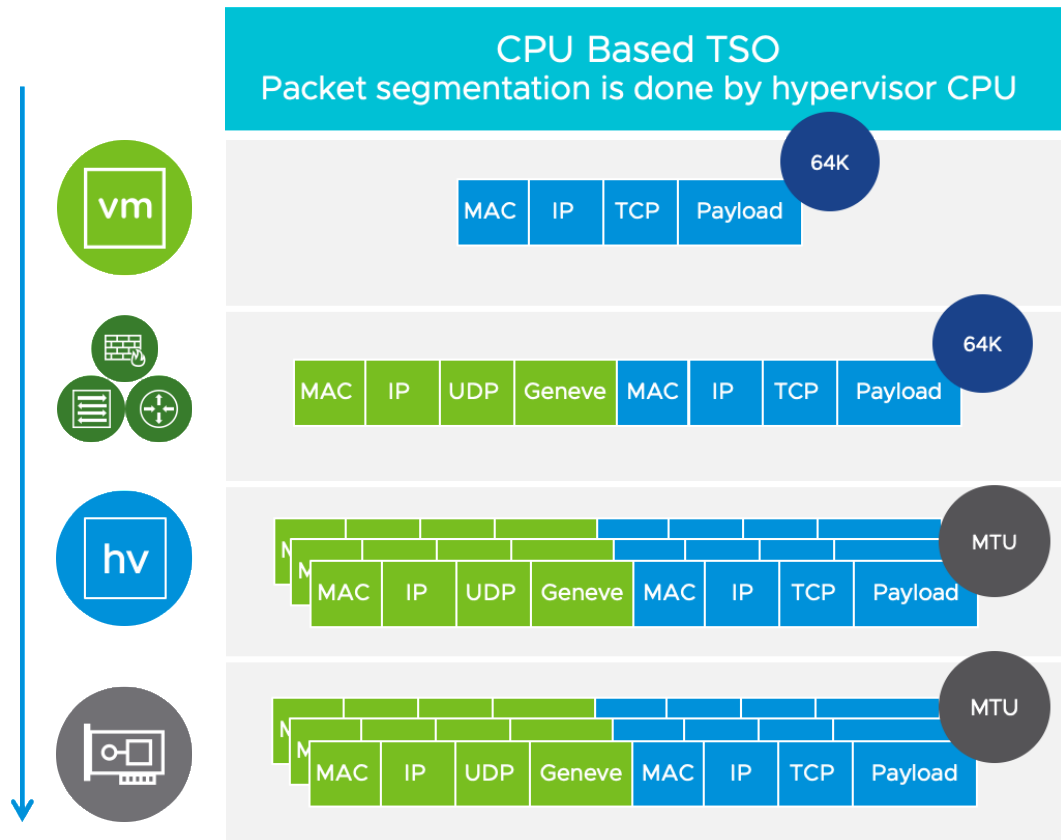 CPU Based TSO
Packet segmentation is done by hypervisor CPU
vm
MAC IP TCP Payload
64K
MAC IP UDP Geneve MAC IP TCP Payload
64K
hv
M
M
MAC IP UDP Geneve MAC IP TCP Payload
MTU
M
M
MAC IP UDP Geneve MAC IP TCP Payload
MTU